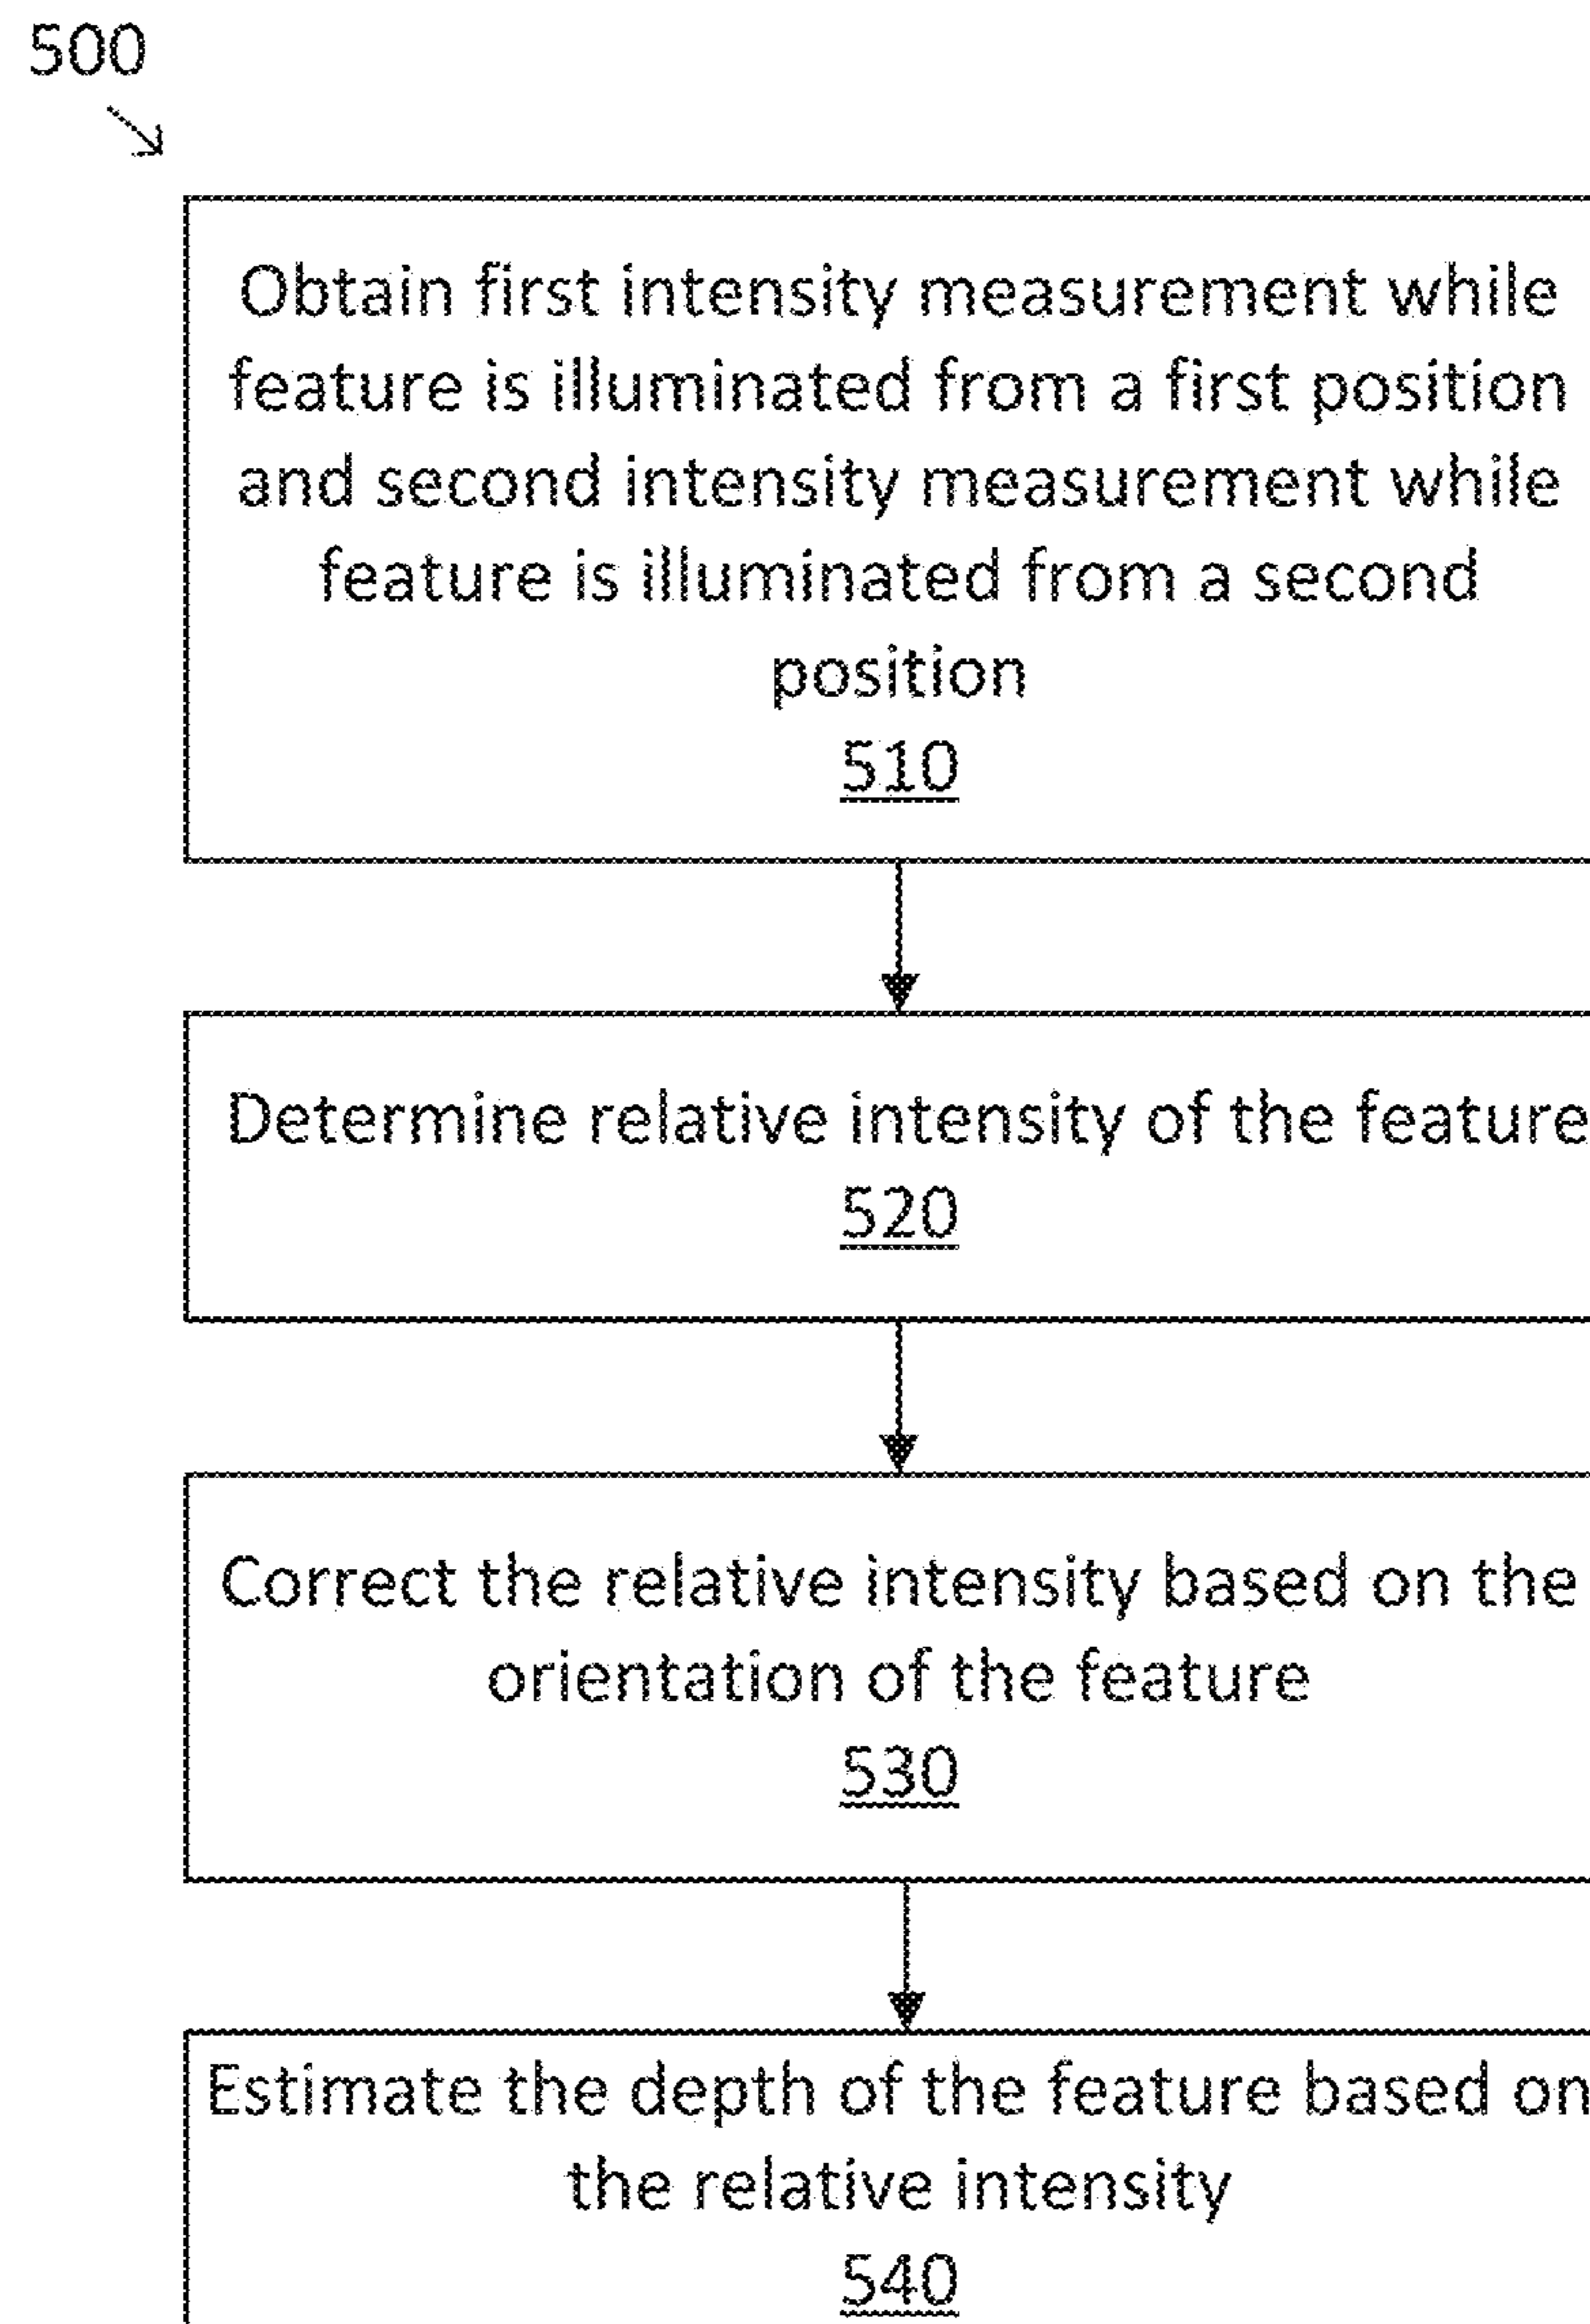 500
Obtain first intensity measurement while
feature is illuminated from a first position
and second intensity measurement while
feature is illuminated from a second
position
510
Determine relative intensity of the feature
520
Correct the relative intensity based on the
orientation of the feature
530
Estimate the depth of the feature based on
the relative intensity
540